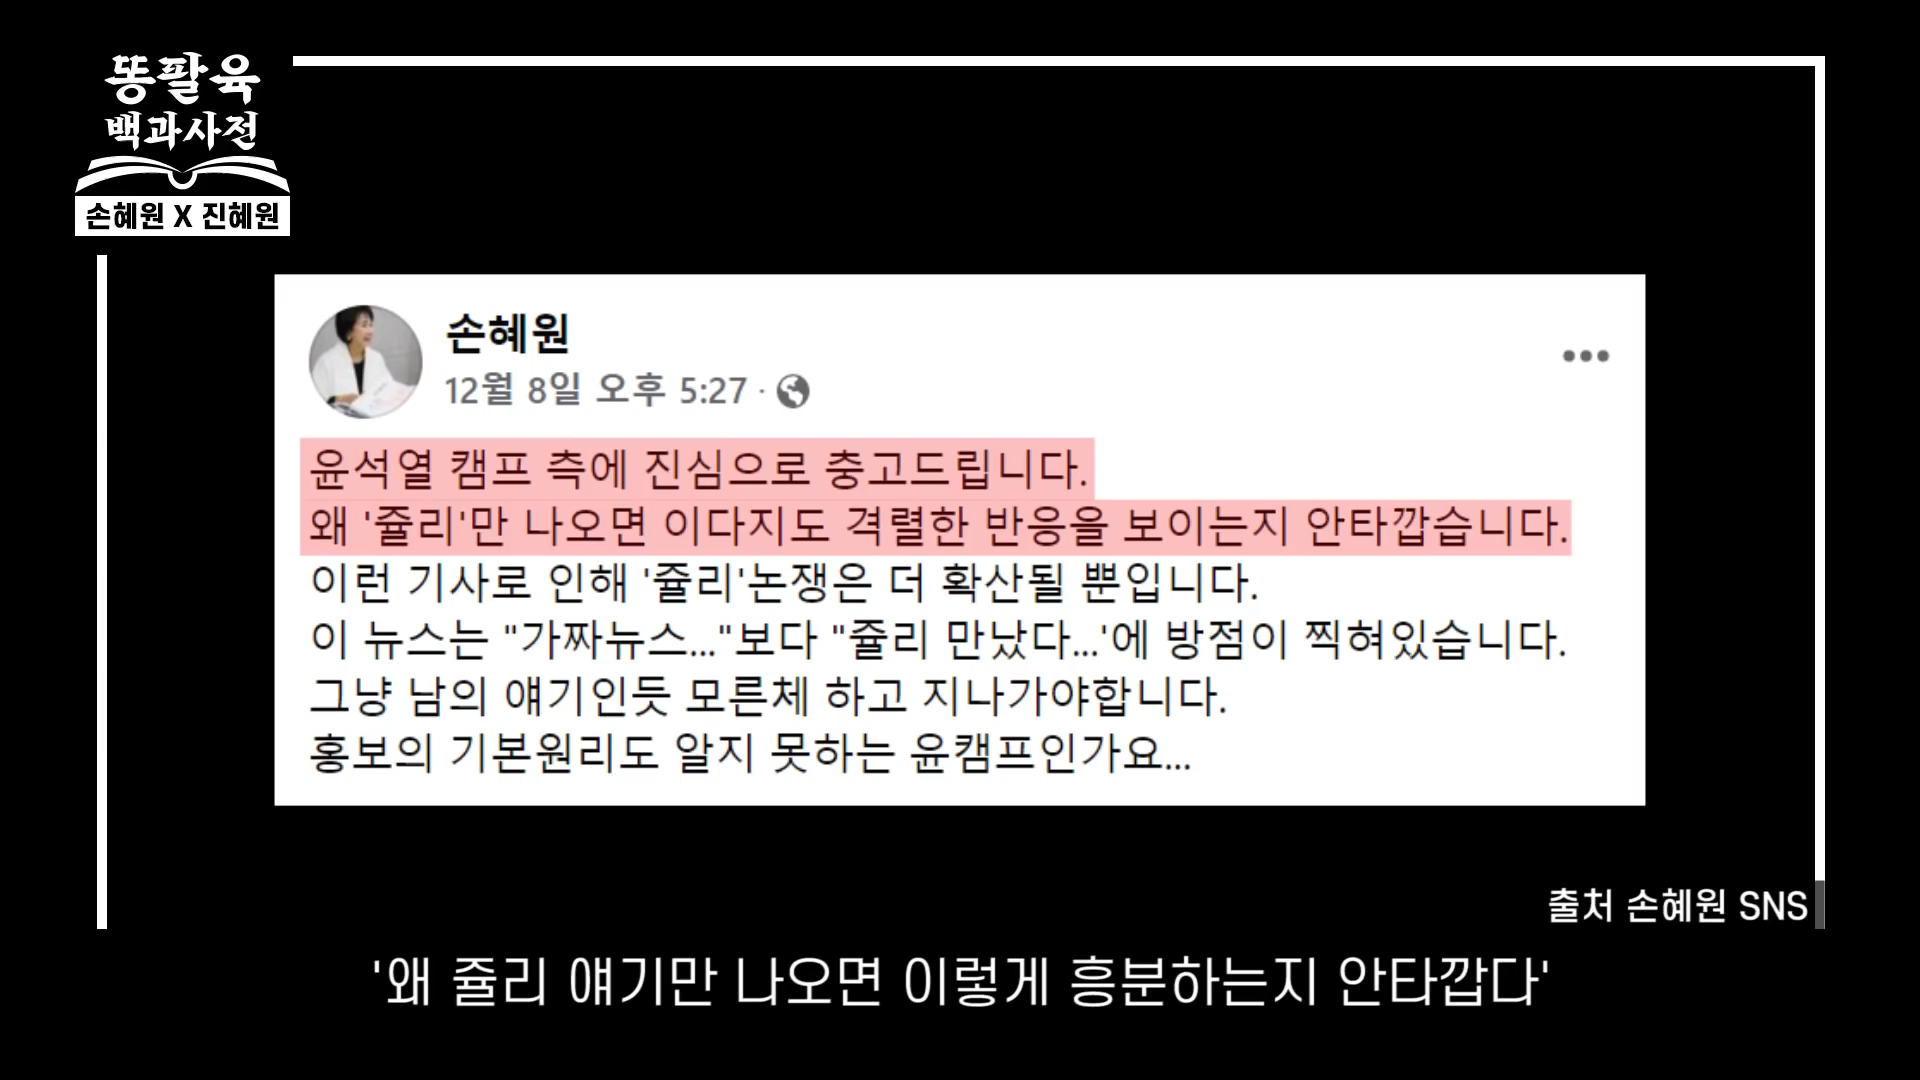 똥팔육
백과사전
손혜원 X 진혜원
손혜원
12월 8일 오후 5:27 ·
윤석열 캠프 측에 진심으로 충고드립니다.
왜 '쥴리'만 나오면 이다지도 격렬한 반응을 보이는지 안타깝습니다.
이런 기사로 인해 '쥴리'논쟁은 더 확산될 뿐입니다.
이 뉴스는 "가짜뉴스..."보다 "쥴리 만났다...'에 방점이 찍혀있습니다.
그냥 남의 얘기인듯 모른체 하고 지나가야합니다.
홍보의 기본원리도 알지 못하는 윤캠프인가요...
출처 손혜원 SNS
'왜 쥴리 얘기만 나오면 이렇게 흥분하는지 안타깝다'